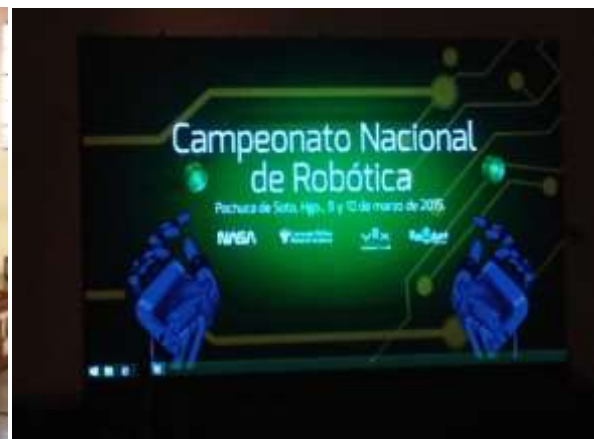 Campeonato Nacional
de Robótica
Pachuca de Soto, Hgo., 11 y 12 de marzo de 2015.
NASA